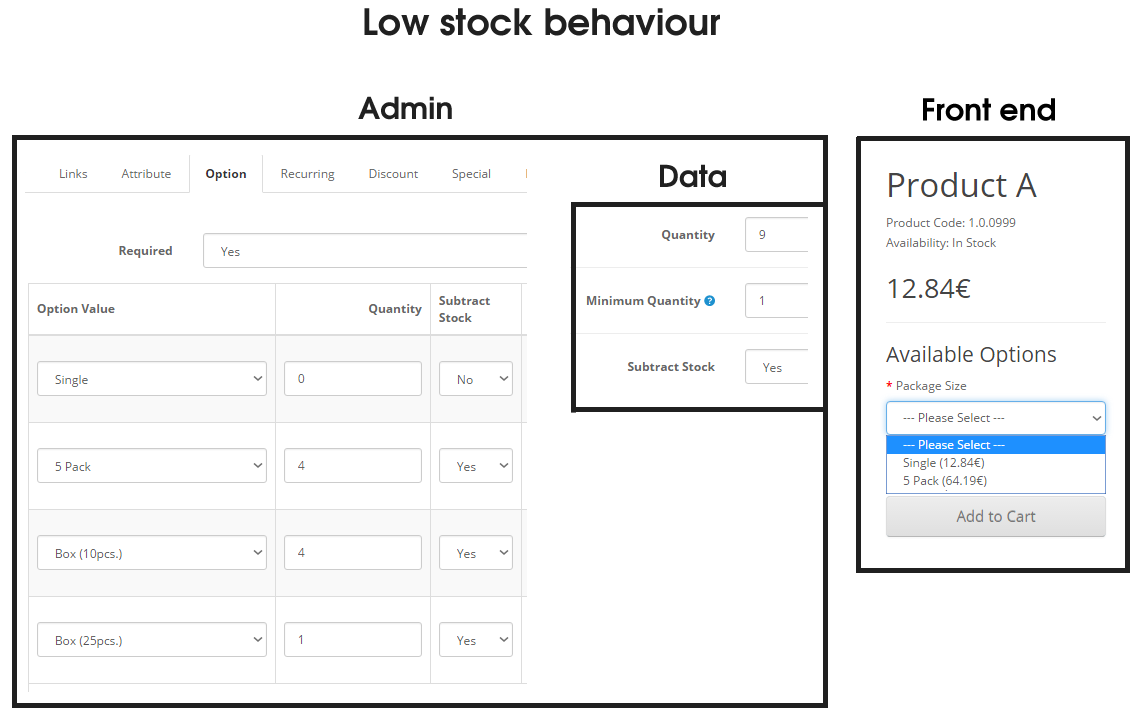 Low stock behaviour
Admin
Links Attribute Option Recurring Discount Special
Required Yes
Option Value Quantity Subtract
Stock
Single 0 No
5 Pack 4 Yes
Box (10pcs.) 4 Yes
Box (25pcs.) 1 Yes
Data
Quantity 9
Minimum Quantity ? 1
Subtract Stock Yes
Front end
Product A
Product Code: 1.0.0999
Availability: In Stock
12.84€
Available Options
* Package Size
--- Please Select ---
--- Please Select ---
Single (12.84€)
5 Pack (64.19€)
Add to Cart